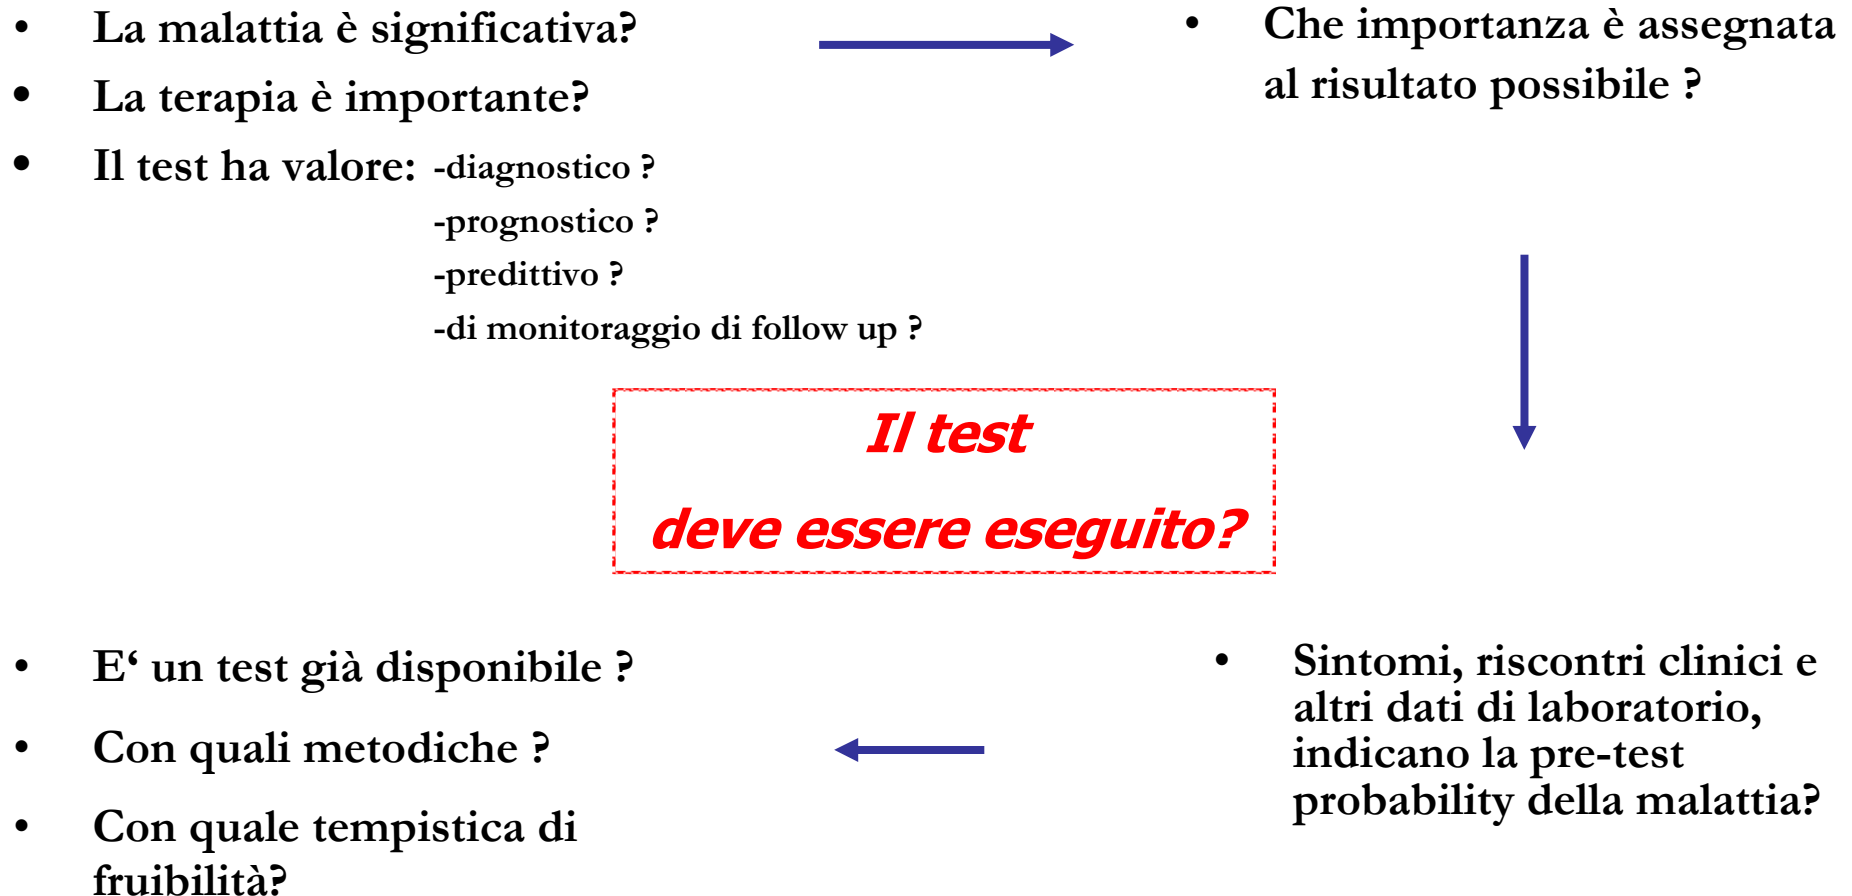 • La malattia è significativa?
• La terapia è importante?
• Il test ha valore: -diagnostico ?
-prognostico ?
-predittivo ?
-di monitoraggio di follow up ?
• Che importanza è assegnata
al risultato possibile ?
Il test
deve essere eseguito?
• Sintomi, riscontri clinici e
altri dati di laboratorio,
indicano la pre-test
probability della malattia?
• E‘ un test già disponibile ?
• Con quali metodiche ?
• Con quale tempistica di
fruibilità?